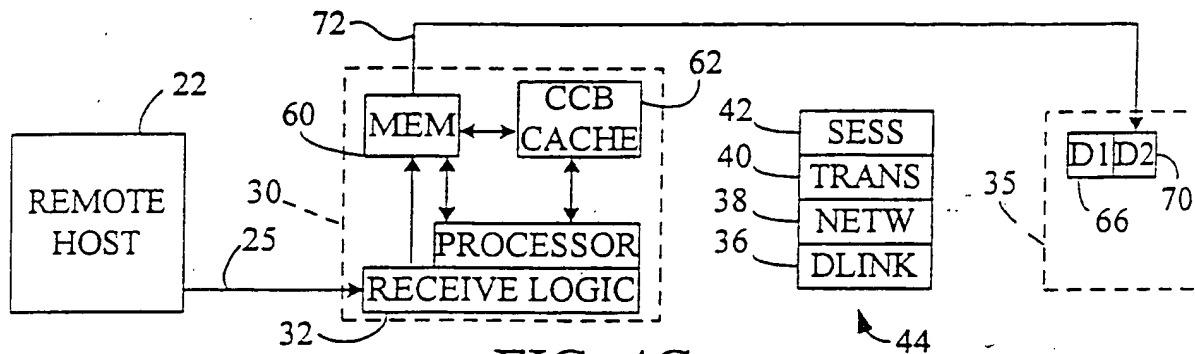 72
22
62
60
MEM
CCB
CACHE
42
SESS
40
TRANS
D1 D2
REMOTE
HOST
30
38
NETW
35
66
70
25
PROCESSOR
36
DLINK
RECEIVE LOGIC
32
44